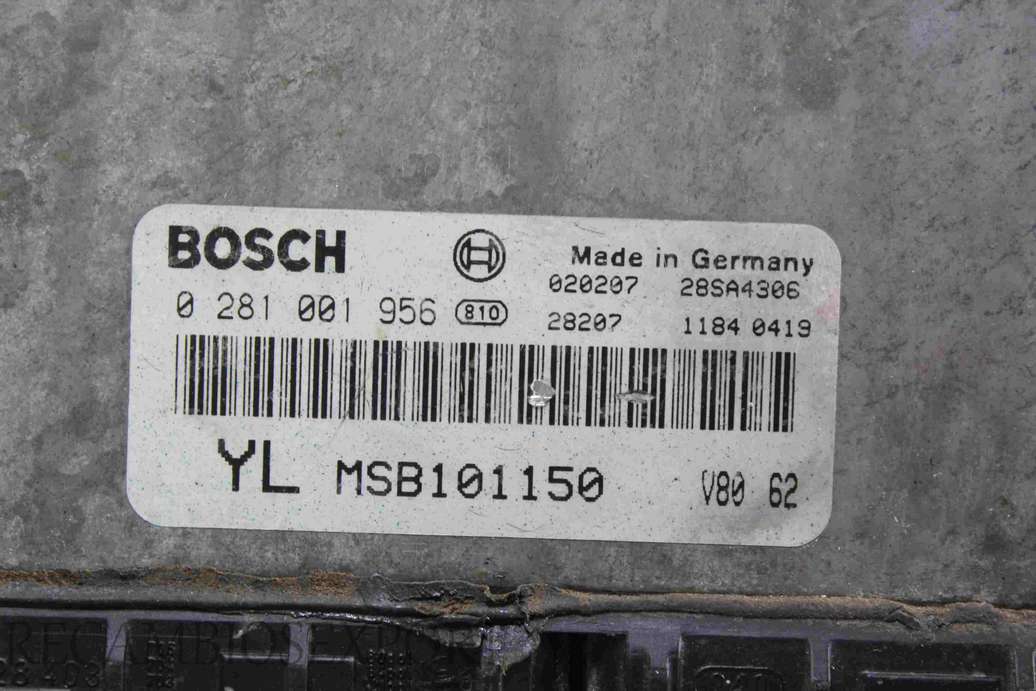 BOSCH
Made in Germany
020207 28SA4306
0 281 001 956 810
28207 1184 0419
YL MSB101150 V80 62